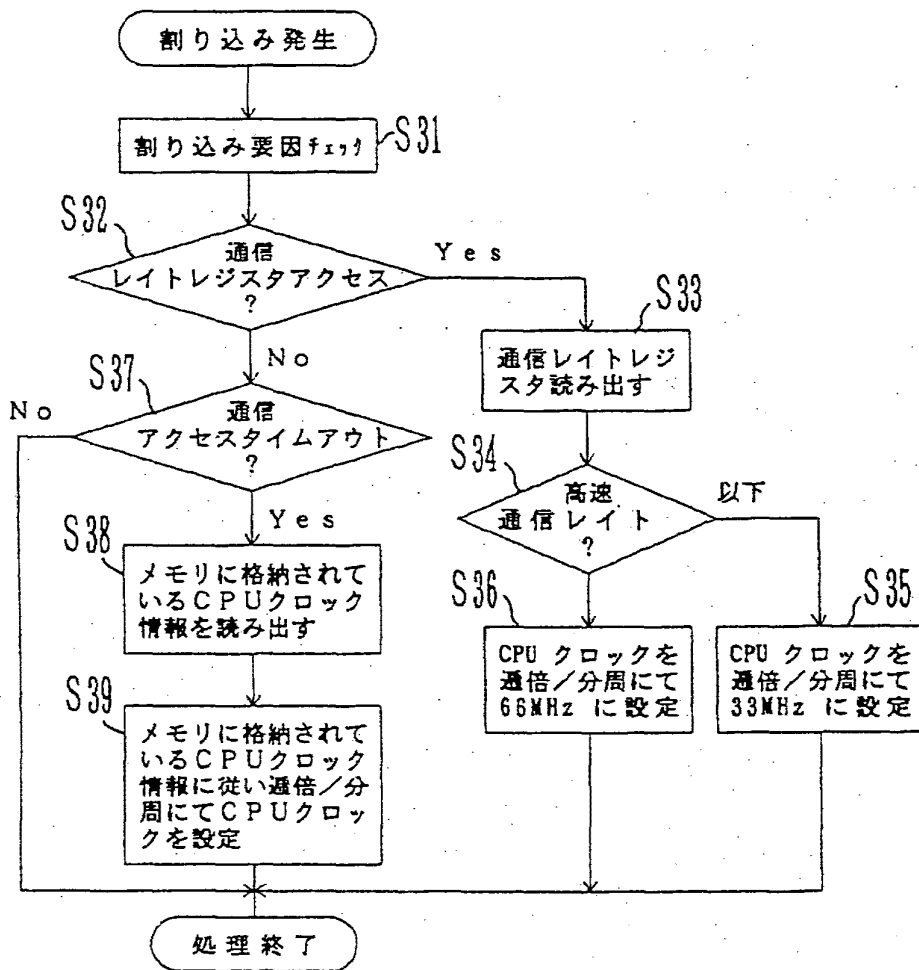 割り込み発生
割り込み要因チェック
S31
S32
通信
レイトレジスタアクセス
?
Yes
No
S33
通信レイトレジ
スタ読み出す
S37
通信
アクセスタイムアウト
?
No
Yes
S34
高速
通信レイト
?
以下
S38
メモリに格納されて
いるCPUクロック
情報を読み出す
S36
CPU クロックを
逓倍/分周にて
66MHz に設定
S35
CPU クロックを
逓倍/分周にて
33MHz に設定
S39
メモリに格納されて
いるCPUクロック
情報に従い逓倍/分
周にてCPUクロッ
クを設定
処理終了